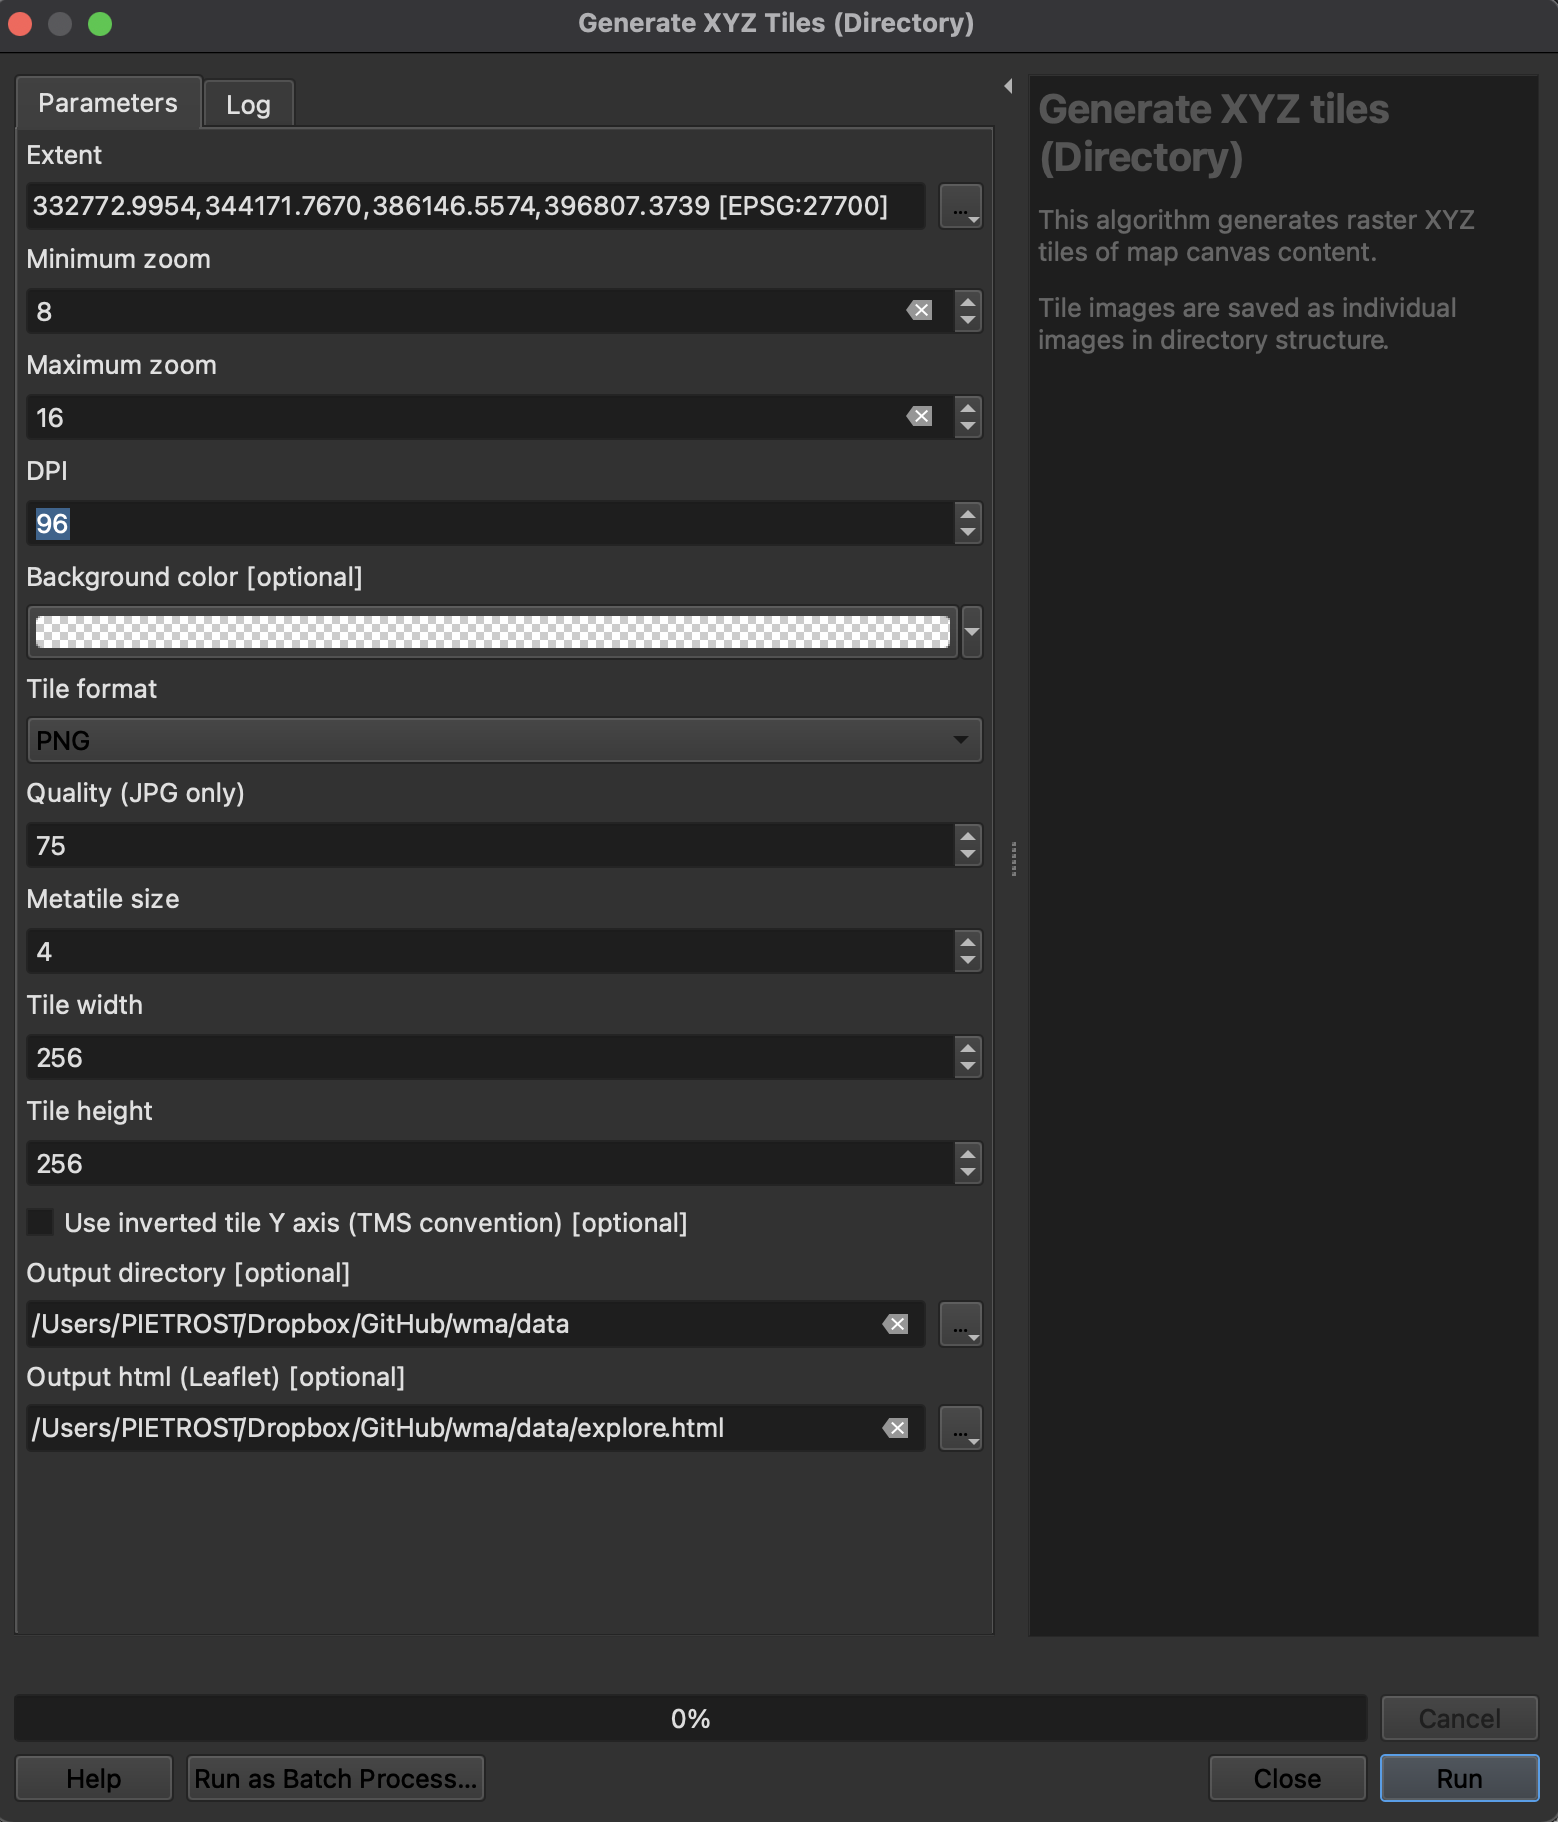 Generate XYZ Tiles (Directory)
Parameters
Log
Extent
332772.9954,344171.7670,386146.5574,396807.3739 [EPSG:27700]
...
Minimum zoom
8
Maximum zoom
16
DPI
96
Background color [optional]
Tile format
PNG
Quality (JPG only)
75
Metatile size
4
Tile width
256
Tile height
256
Use inverted tile Y axis (TMS convention) [optional]
Output directory [optional]
/Users/PIETROST/Dropbox/GitHub/wma/data
...
Output html (Leaflet) [optional]
/Users/PIETROST/Dropbox/GitHub/wma/data/explore.html
...
Generate XYZ tiles
(Directory)
This algorithm generates raster XYZ
tiles of map canvas content.
Tile images are saved as individual
images in directory structure.
0%
Cancel
Help
Run as Batch Process...
Close
Run